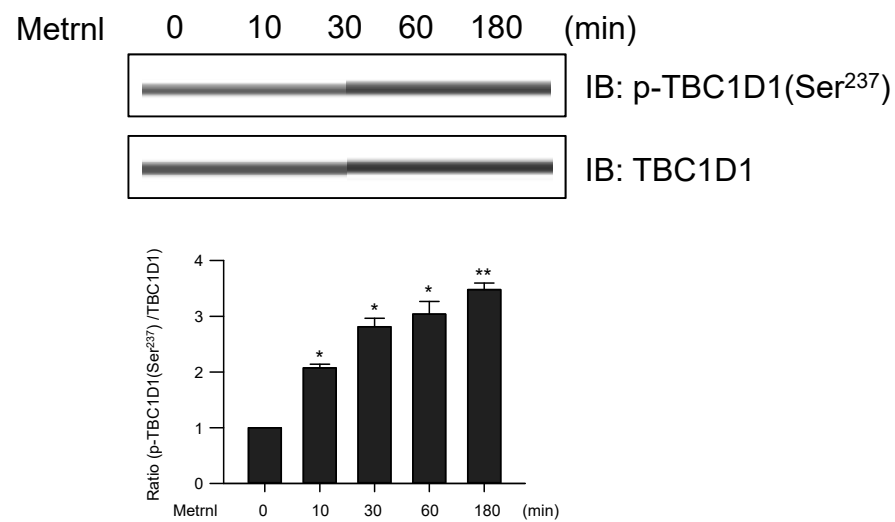 Metrnl 0 10 30 60 180 (min)
IB: p-TBC1D1(Ser²³⁷)
IB: TBC1D1
Ratio (p-TBC1D1(Ser²³⁷) /TBC1D1)
4
3
2
1
0
*
*
*
**
Metrnl 0 10 30 60 180 (min)